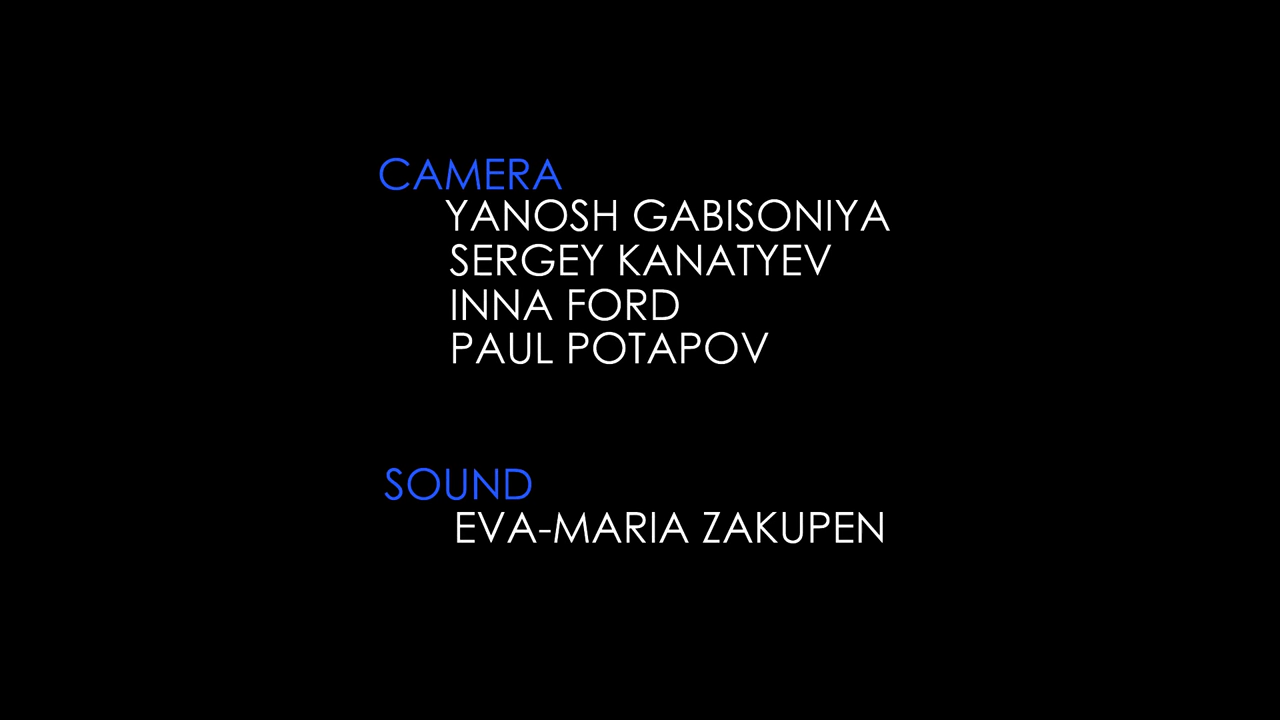 CAMERA
YANOSH GABISONIYA
SERGEY KANATYEV
INNA FORD
PAUL POTAPOV
SOUND
EVA-MARIA ZAKUPEN